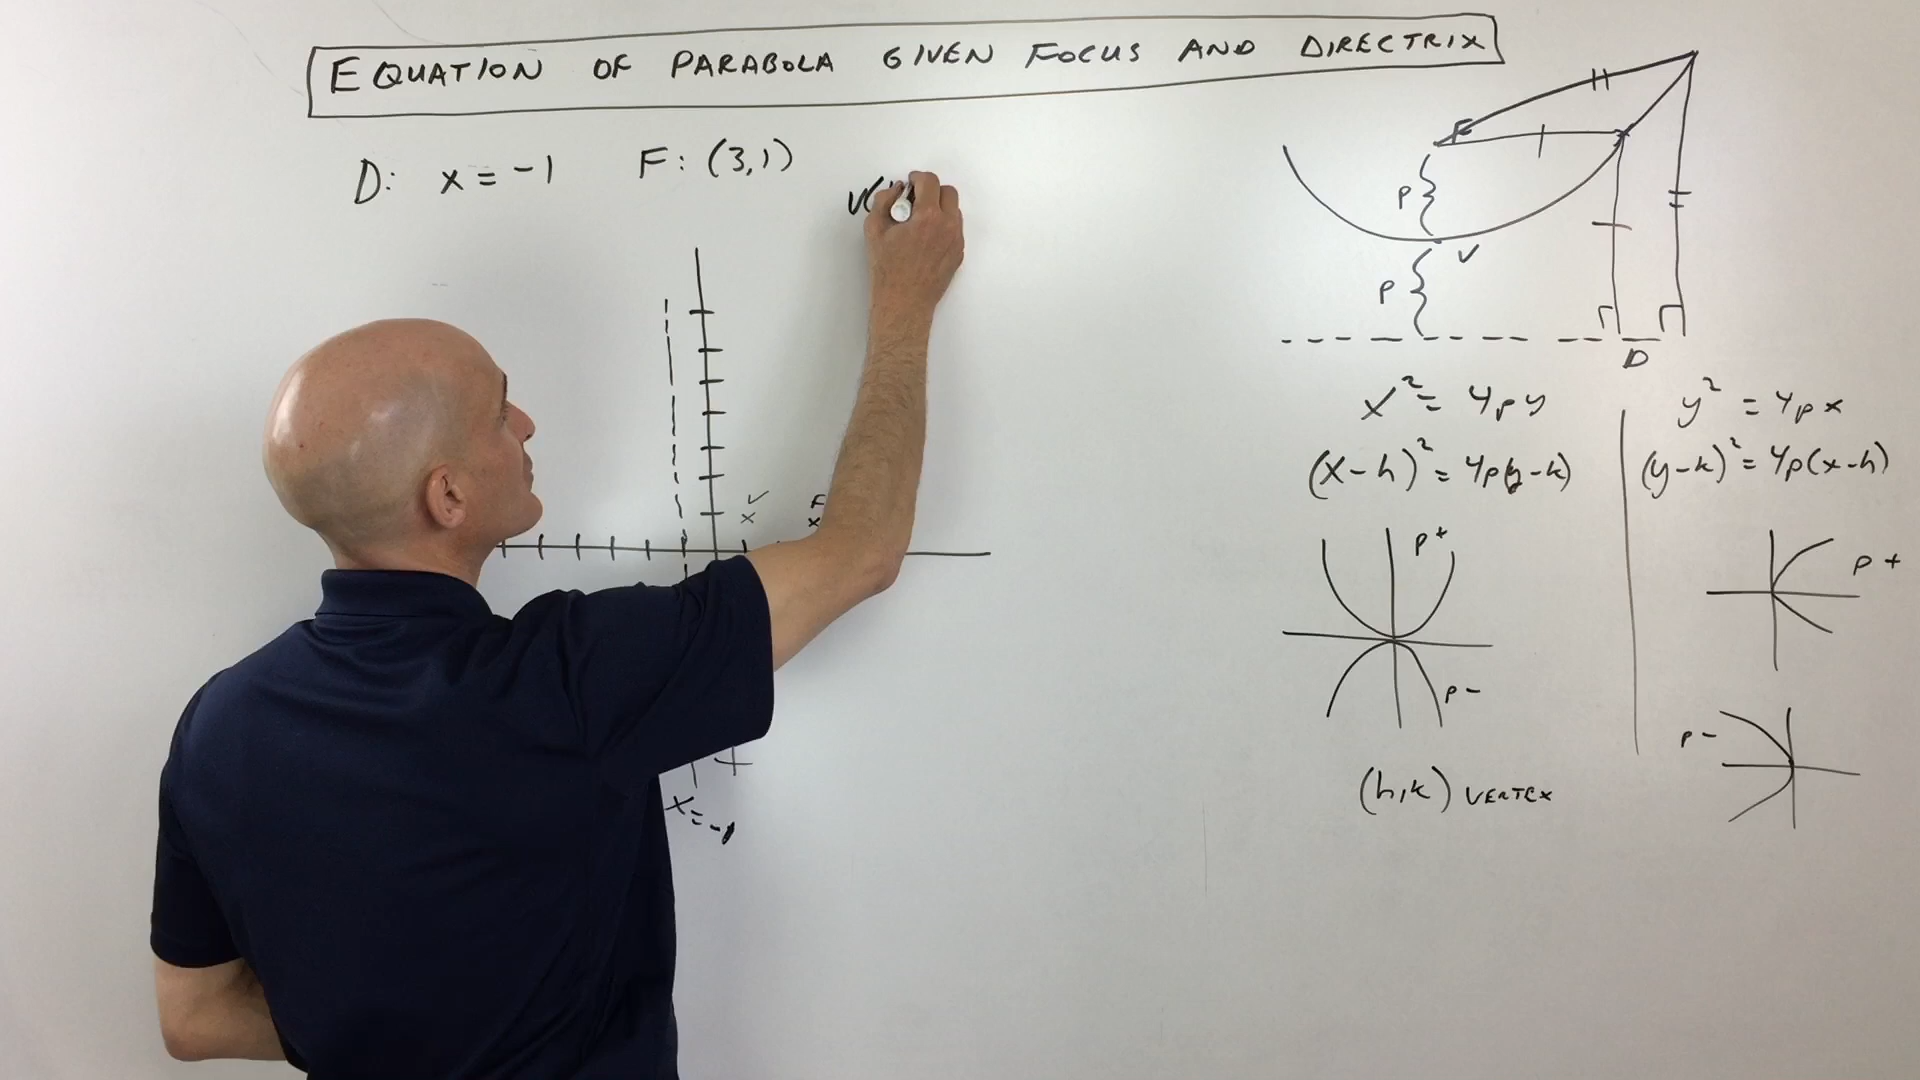 EQUATION OF PARABOLA GIVEN FOCUS AND DIRECTRIX
D: x = -1 F: (3,1)
V(
V
x
F
x
x = -1
F
P
V
P
D
x² = 4py
(x-h)² = 4p(y-k)
y² = 4px
(y-k)² = 4p(x-h)
P+
P-
(h,k) VERTEX
P+
P-